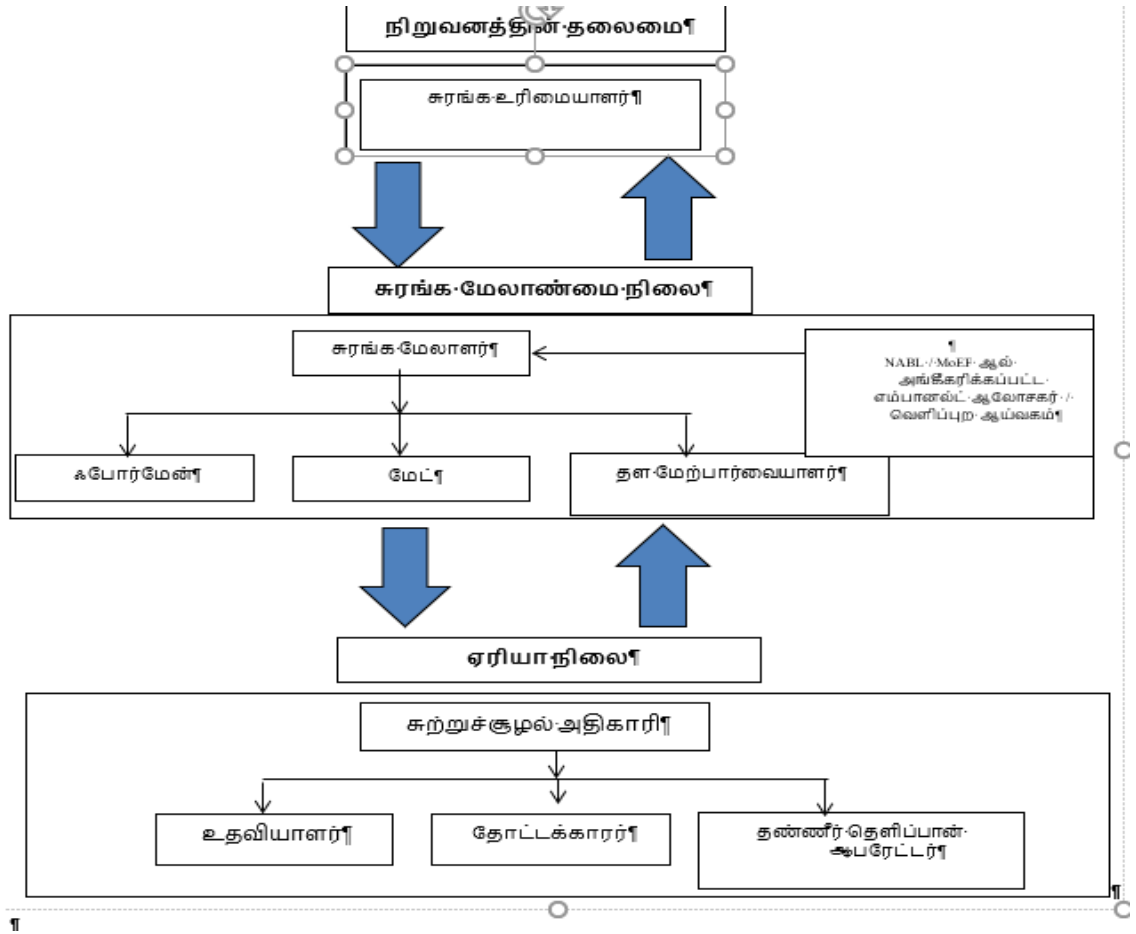 நிறுவனத்தின் தலைமை¶
சுரங்க உரிமையாளர்¶
சுரங்க மேலாண்மை நிலை¶
சுரங்க மேலாளர்¶
¶
NABL / MoEF ஆல்
அங்கீகரிக்கப்பட்ட
எம்பானல்ட் ஆலோசகர் /
வெளிப்புற ஆய்வகம்¶
ஃபோர்மேன்¶
மேட்¶
தள மேற்பார்வையாளர்¶
ஏரியா நிலை¶
சுற்றுச்சூழல் அதிகாரி¶
உதவியாளர்¶
தோட்டக்காரர்¶
தண்ணீர் தெளிப்பான்
ஆபரேட்டர்¶
¶
¶